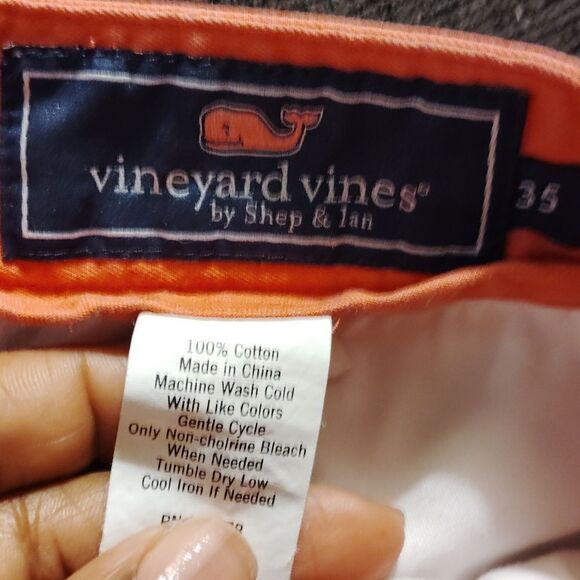 vineyard vines®
by Shep & Ian
35
100% Cotton
Made in China
Machine Wash Cold
With Like Colors
Gentle Cycle
Only Non-cholrine Bleach
When Needed
Tumble Dry Low
Cool Iron If Needed